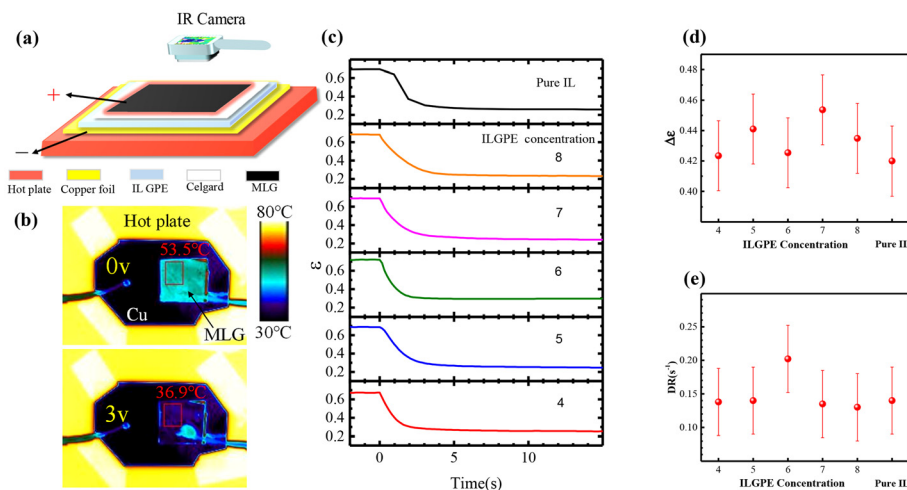 (a)
IR Camera
+
−
Hot plate
Copper foil
IL GPE
Celgard
MLG
(b)
Hot plate
80°C
53.5°C
0v
Cu
MLG
30°C
36.9°C
3v
(c)
0.6
0.4
0.2
Pure IL
0.6
0.4
0.2
ILGPE concentration
8
0.6
0.4
0.2
7
0.6
0.4
0.2
6
0.6
0.4
0.2
5
0.6
0.4
0.2
4
ε
0 5 10
Time(s)
(d)
0.48
0.46
0.44
0.42
0.40
Δε
4 5 6 7 8 Pure IL
ILGPE Concentration
(e)
0.25
0.20
0.15
0.10
DR(s⁻¹)
4 5 6 7 8 Pure IL
ILGPE Concentration